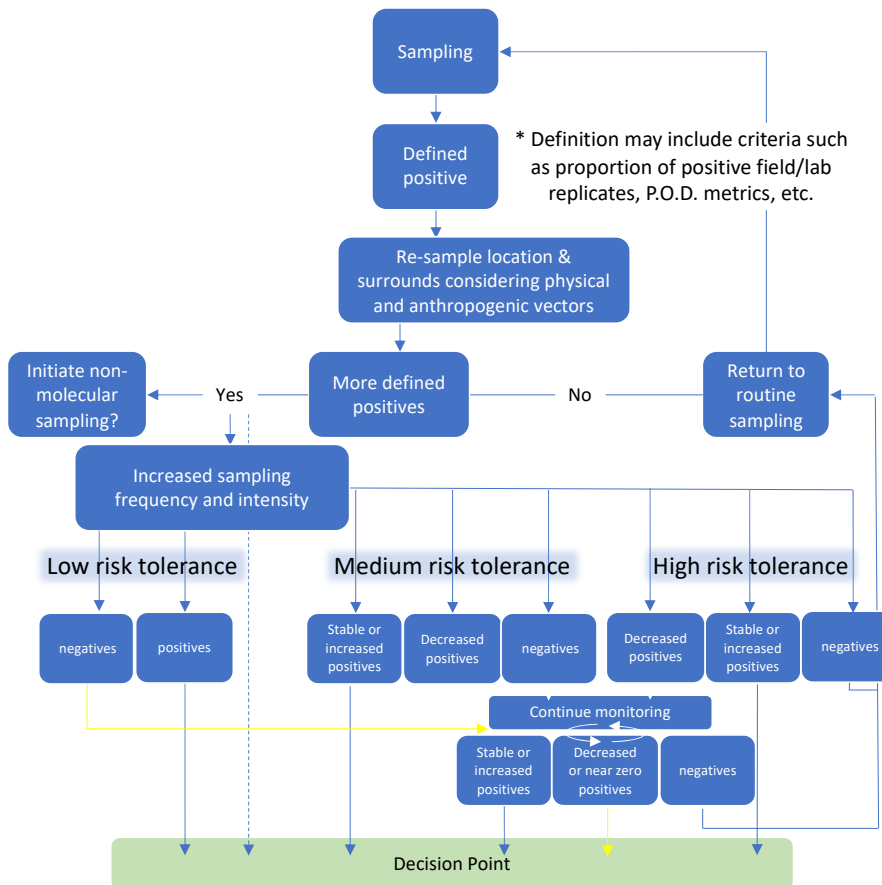 Sampling
* Definition may include criteria such
as proportion of positive field/lab
replicates, P.O.D. metrics, etc.
Defined
positive
Re-sample location &
surrounds considering physical
and anthropogenic vectors
Initiate non-
molecular
sampling?
Yes
More defined
positives
No
Return to
routine
sampling
Increased sampling
frequency and intensity
Low risk tolerance
Medium risk tolerance
High risk tolerance
negatives
positives
Stable or
increased
positives
Decreased
positives
negatives
Decreased
positives
Stable or
increased
positives
negatives
Continue monitoring
Stable or
increased
positives
Decreased
or near zero
positives
negatives
Decision Point